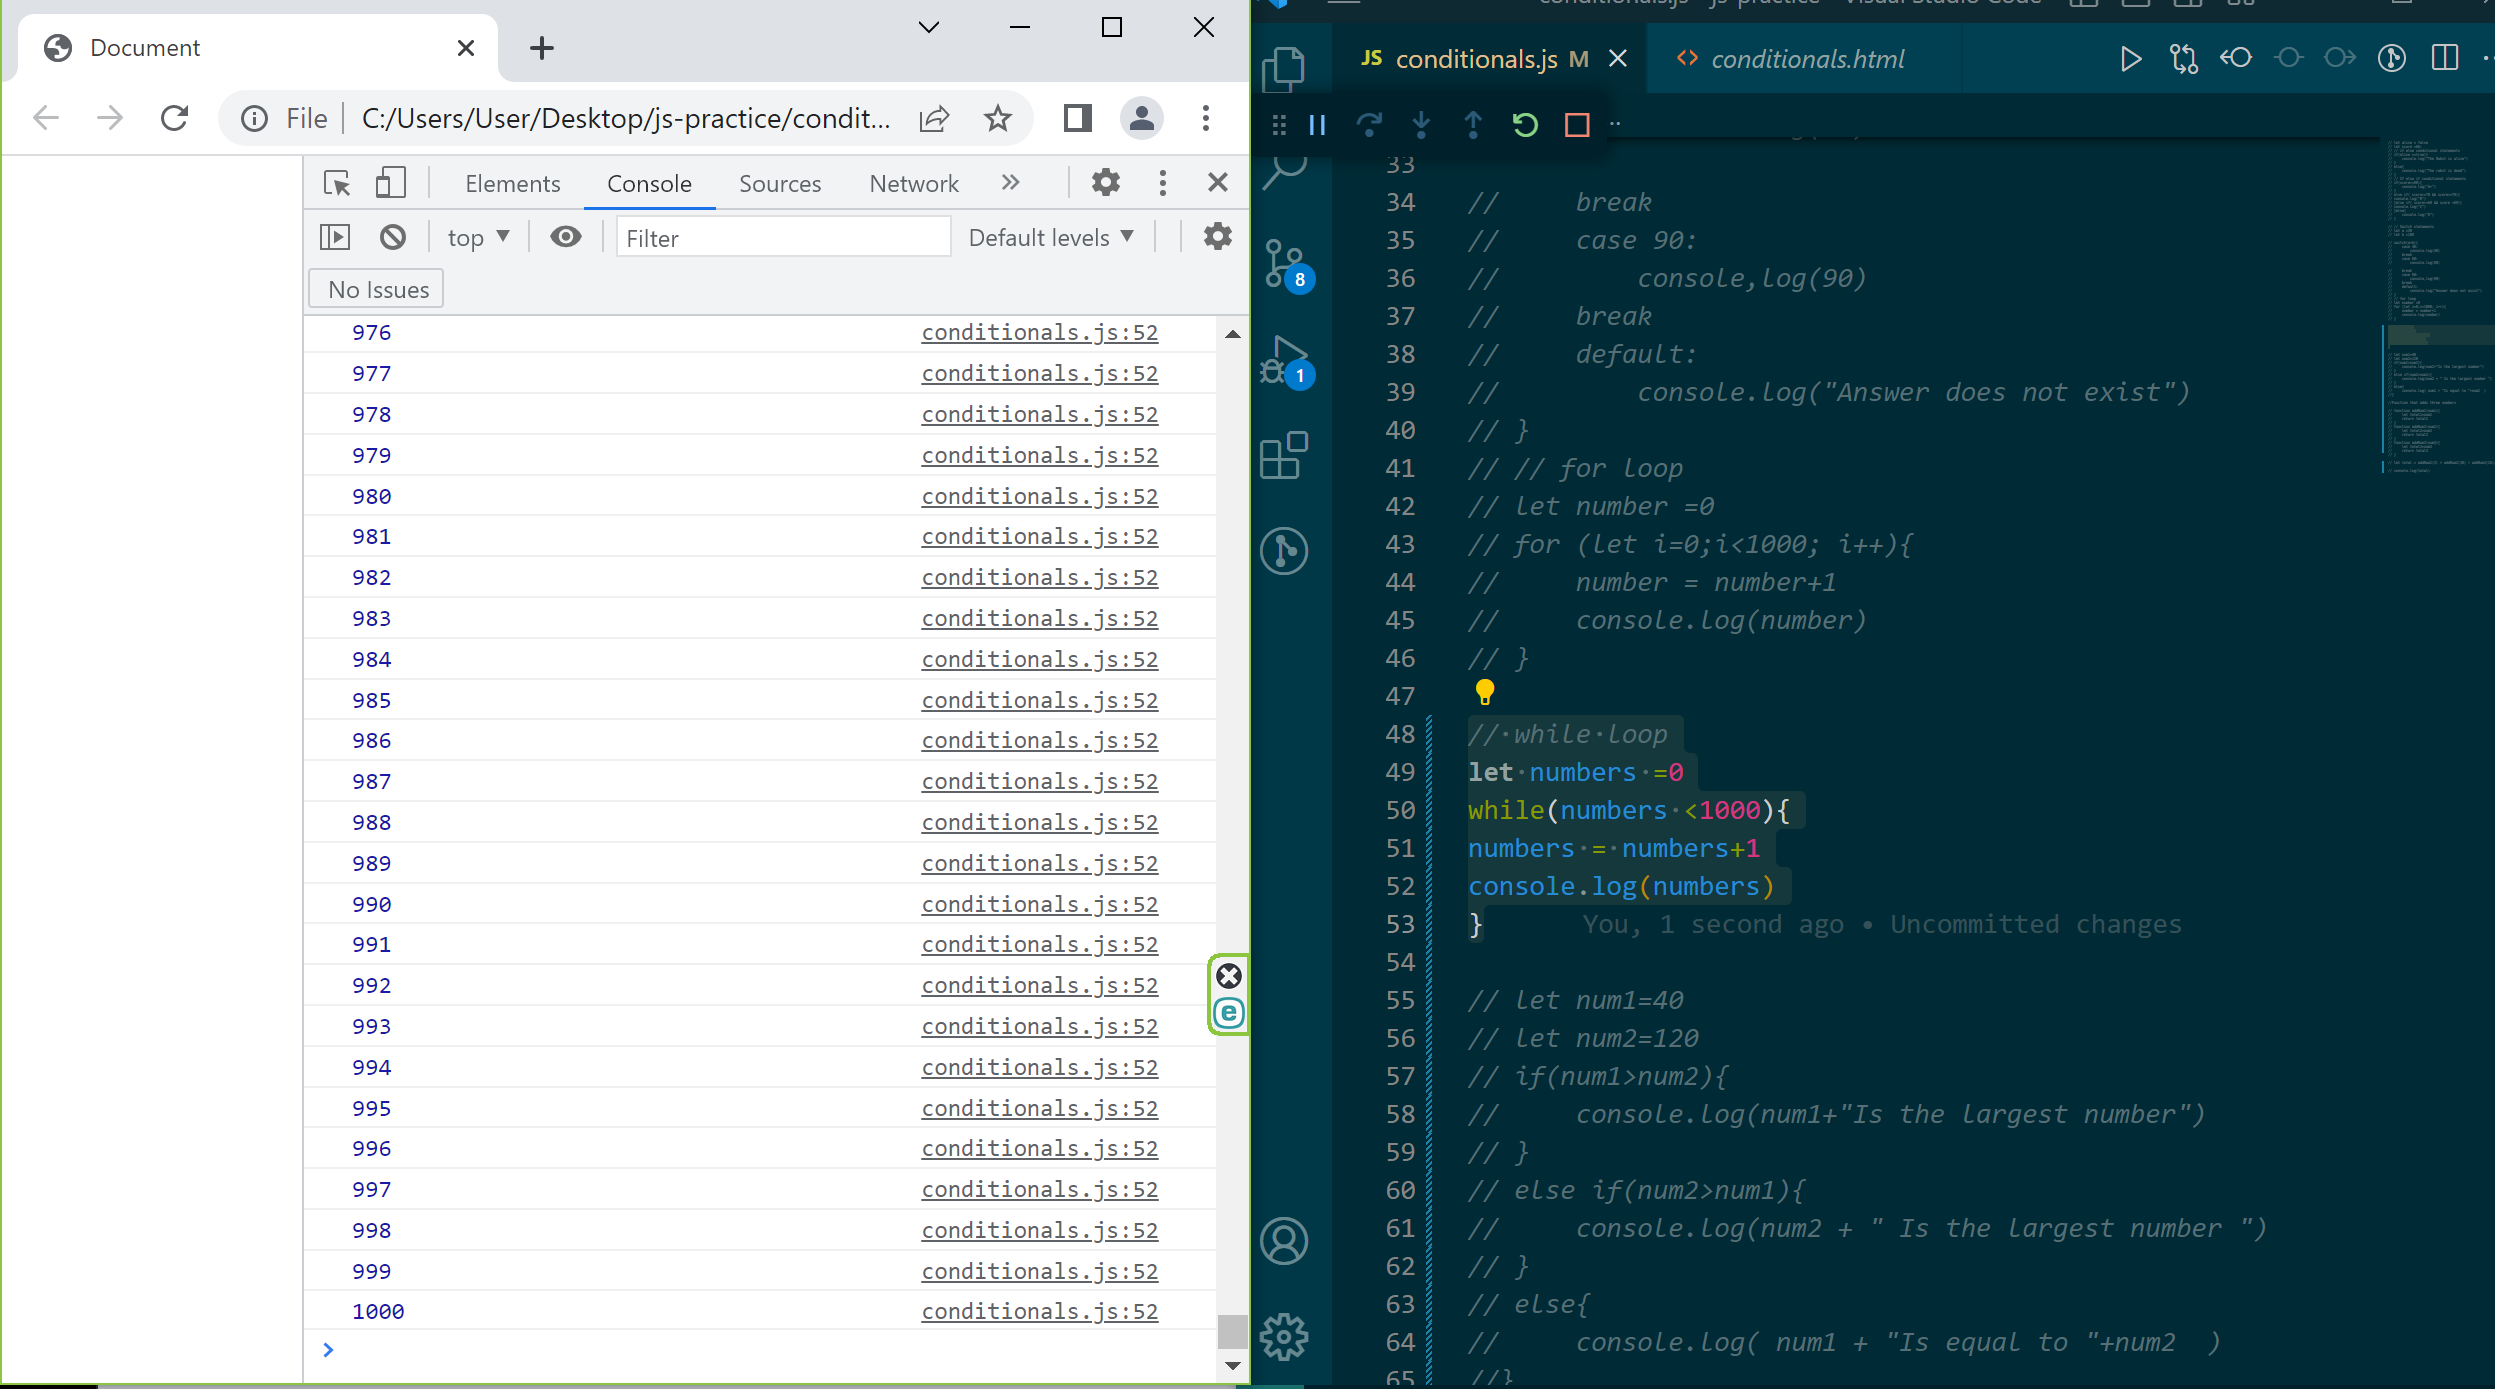 Document
File C:/Users/User/Desktop/js-practice/condit...
Elements Console Sources Network
top Filter Default levels
No Issues
976 conditionals.js:52
977 conditionals.js:52
978 conditionals.js:52
979 conditionals.js:52
980 conditionals.js:52
981 conditionals.js:52
982 conditionals.js:52
983 conditionals.js:52
984 conditionals.js:52
985 conditionals.js:52
986 conditionals.js:52
987 conditionals.js:52
988 conditionals.js:52
989 conditionals.js:52
990 conditionals.js:52
991 conditionals.js:52
992 conditionals.js:52
993 conditionals.js:52
994 conditionals.js:52
995 conditionals.js:52
996 conditionals.js:52
997 conditionals.js:52
998 conditionals.js:52
999 conditionals.js:52
1000 conditionals.js:52
>
e
conditionals.js - js-practice - Visual Studio Code
JS conditionals.js M
conditionals.html
8
1
33
34 // break
35 // case 90:
36 // console,log(90)
37 // break
38 // default:
39 // console.log("Answer does not exist")
40 // }
41 // // for loop
42 // let number =0
43 // for (let i=0;i<1000; i++){
44 // number = number+1
45 // console.log(number)
46 // }
47
48 // while loop
49 let numbers =0
50 while(numbers <1000){
51 numbers = numbers+1
52 console.log(numbers)
53 } You, 1 second ago • Uncommitted changes
54
55 // let num1=40
56 // let num2=120
57 // if(num1>num2){
58 // console.log(num1+"Is the largest number")
59 // }
60 // else if(num2>num1){
61 // console.log(num2 + " Is the largest number ")
62 // }
63 // else{
64 // console.log( num1 + "Is equal to "+num2 )
65 //}